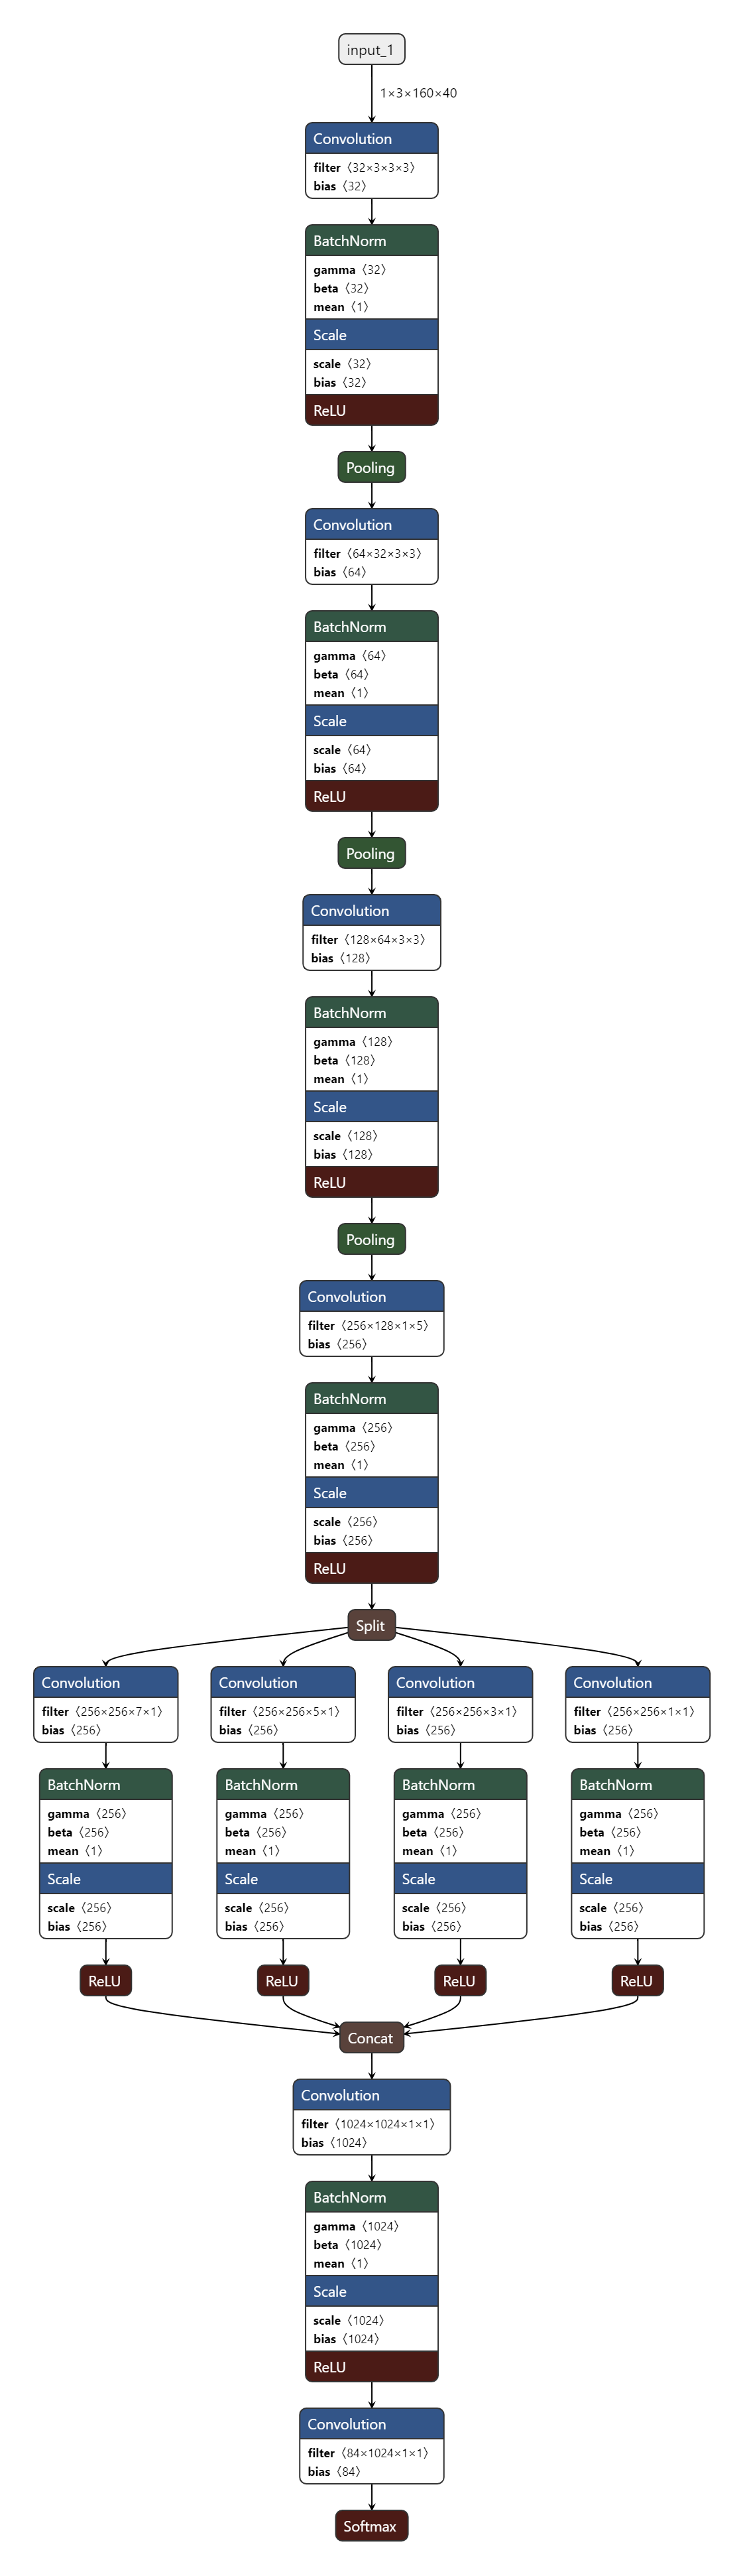 input_1
1×3×160×40
Convolution
filter 〈32×3×3×3〉
bias 〈32〉
BatchNorm
gamma 〈32〉
beta 〈32〉
mean 〈1〉
Scale
scale 〈32〉
bias 〈32〉
ReLU
Pooling
Convolution
filter 〈64×32×3×3〉
bias 〈64〉
BatchNorm
gamma 〈64〉
beta 〈64〉
mean 〈1〉
Scale
scale 〈64〉
bias 〈64〉
ReLU
Pooling
Convolution
filter 〈128×64×3×3〉
bias 〈128〉
BatchNorm
gamma 〈128〉
beta 〈128〉
mean 〈1〉
Scale
scale 〈128〉
bias 〈128〉
ReLU
Pooling
Convolution
filter 〈256×128×1×5〉
bias 〈256〉
BatchNorm
gamma 〈256〉
beta 〈256〉
mean 〈1〉
Scale
scale 〈256〉
bias 〈256〉
ReLU
Split
Convolution
filter 〈256×256×7×1〉
bias 〈256〉
BatchNorm
gamma 〈256〉
beta 〈256〉
mean 〈1〉
Scale
scale 〈256〉
bias 〈256〉
ReLU
Convolution
filter 〈256×256×5×1〉
bias 〈256〉
BatchNorm
gamma 〈256〉
beta 〈256〉
mean 〈1〉
Scale
scale 〈256〉
bias 〈256〉
ReLU
Convolution
filter 〈256×256×3×1〉
bias 〈256〉
BatchNorm
gamma 〈256〉
beta 〈256〉
mean 〈1〉
Scale
scale 〈256〉
bias 〈256〉
ReLU
Convolution
filter 〈256×256×1×1〉
bias 〈256〉
BatchNorm
gamma 〈256〉
beta 〈256〉
mean 〈1〉
Scale
scale 〈256〉
bias 〈256〉
ReLU
Concat
Convolution
filter 〈1024×1024×1×1〉
bias 〈1024〉
BatchNorm
gamma 〈1024〉
beta 〈1024〉
mean 〈1〉
Scale
scale 〈1024〉
bias 〈1024〉
ReLU
Convolution
filter 〈84×1024×1×1〉
bias 〈84〉
Softmax